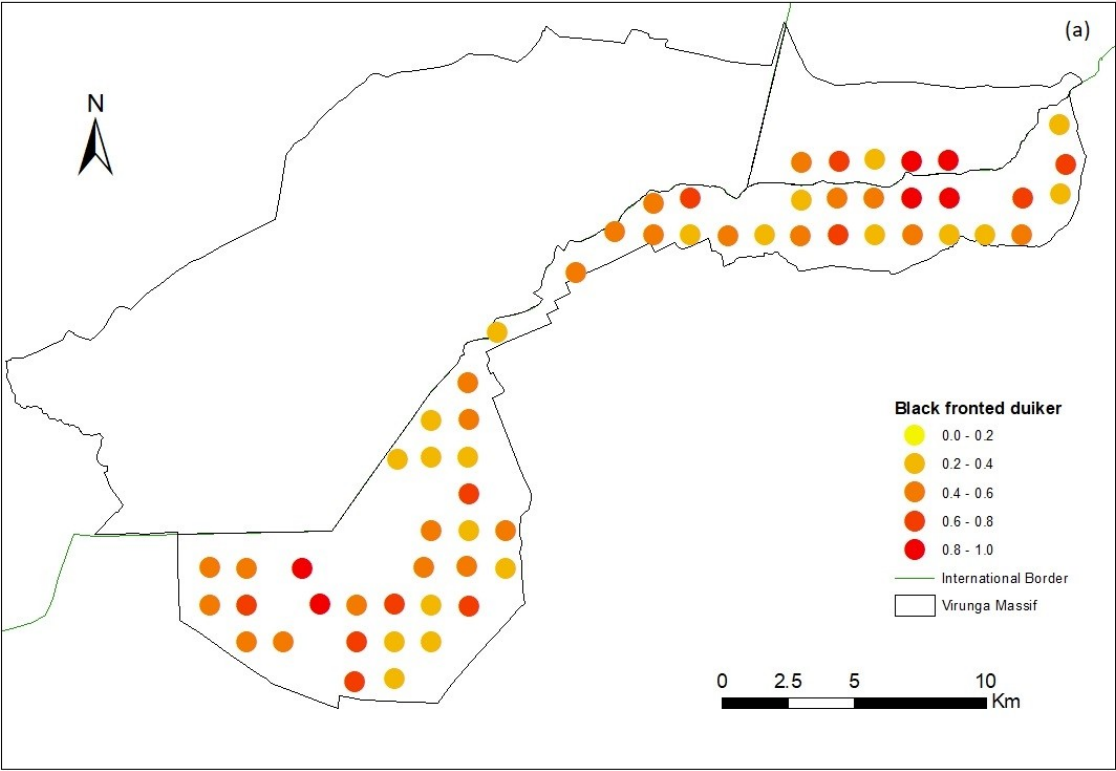 (a)
N
Black fronted duiker
0.0 - 0.2
0.2 - 0.4
0.4 - 0.6
0.6 - 0.8
0.8 - 1.0
International Border
Virunga Massif
0 2.5 5 10
Km